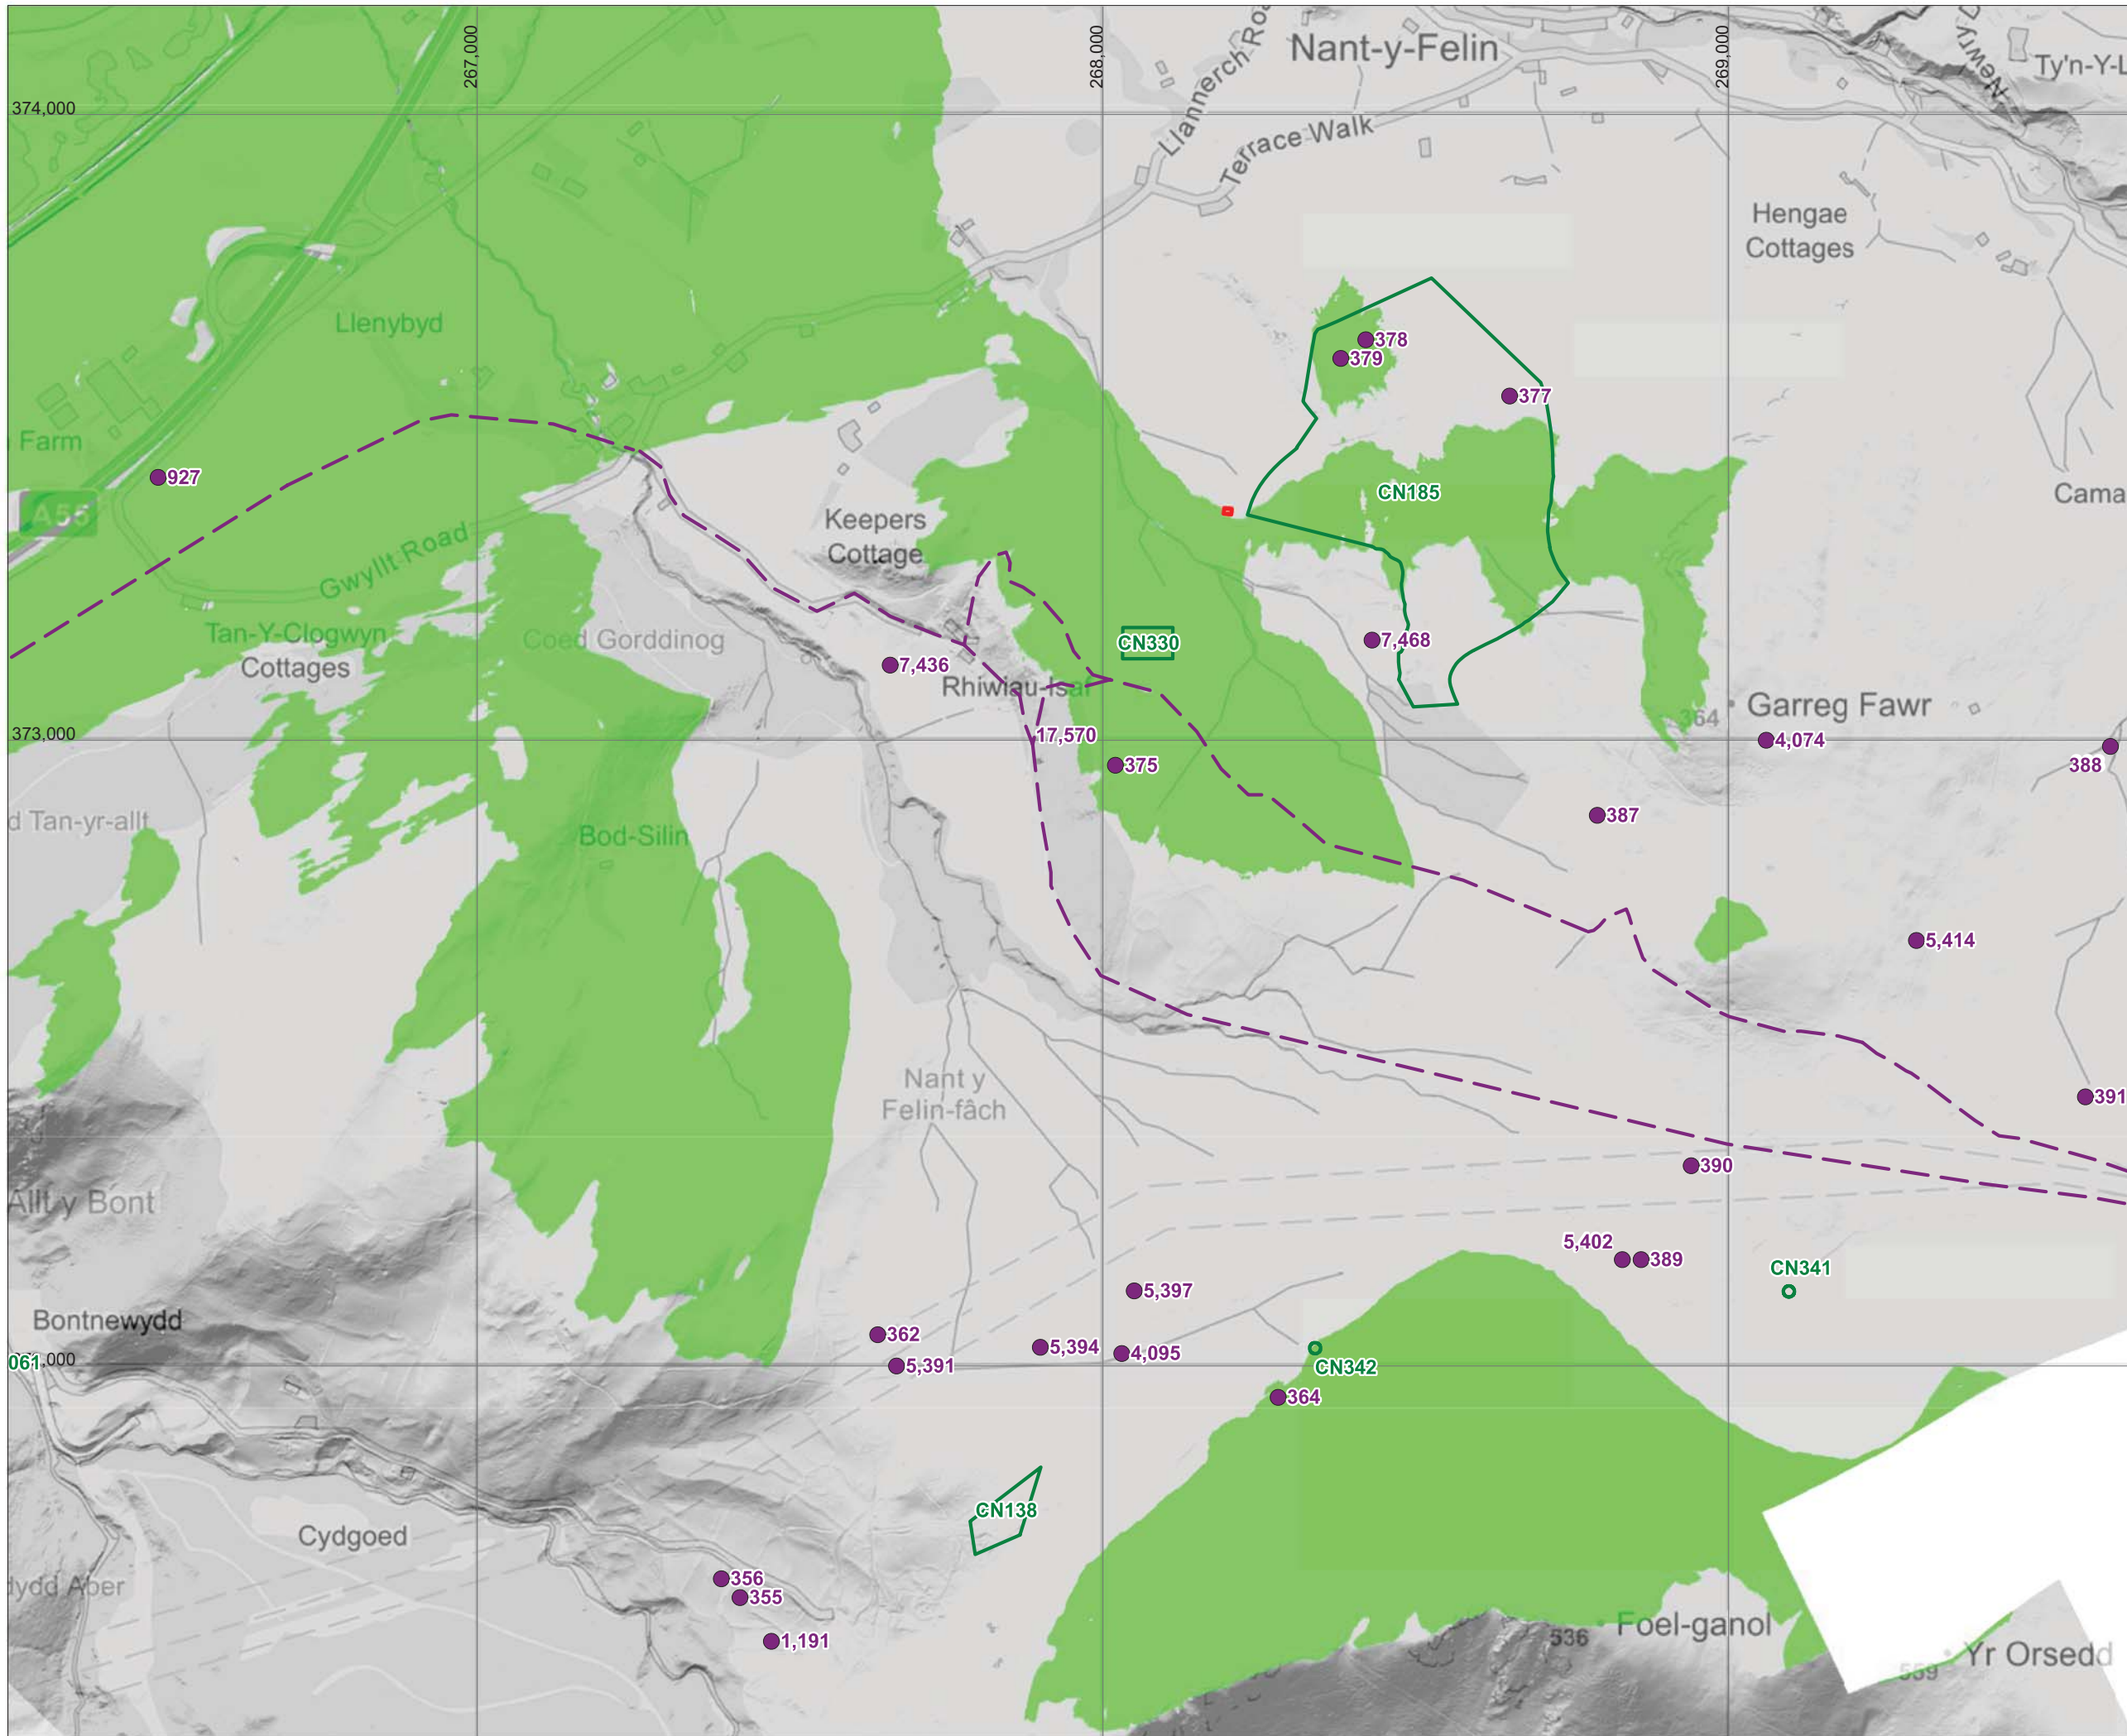 267,000
268,000
269,000
Nant-y-Felin
Newry
Ty'n-Y-L
374,000
Llannerch
Terrace Walk
Hengae
Cottages
Llenybyd
378
379
377
Farm
927
CN185
Cama
A55
Keepers
Cottage
Gwyllt Road
Tan-Y-Clogwyn
Cottages
Coed Gorddinog
CN330
7,468
7,436
Rhiwiau-Isaf
364
Garreg Fawr
373,000
17,570
4,074
388
375
d Tan-yr-allt
387
Bod-Silin
5,414
Nant y
Felin-fâch
391
390
Allt y Bont
5,402
389
CN341
5,397
Bontnewydd
362
5,394
4,095
061
,000
5,391
CN342
364
CN138
Cydgoed
dydd Aber
356
355
1,191
536
Foel-ganol
559
Yr Orsedd